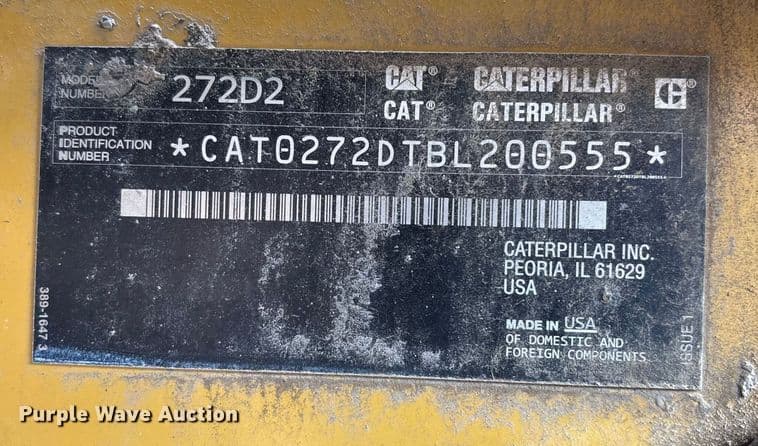 MODEL
NUMBER
272D2
CAT® CATERPILLAR®
CAT® CATERPILLAR®
C®
PRODUCT
IDENTIFICATION
NUMBER
*CAT0272DTBL200555*
*CAT0272DTBL200555*
CATERPILLAR INC.
PEORIA, IL 61629
USA
MADE IN USA
OF DOMESTIC AND
FOREIGN COMPONENTS
389-1647 3
ISSUE 1
Purple Wave Auction